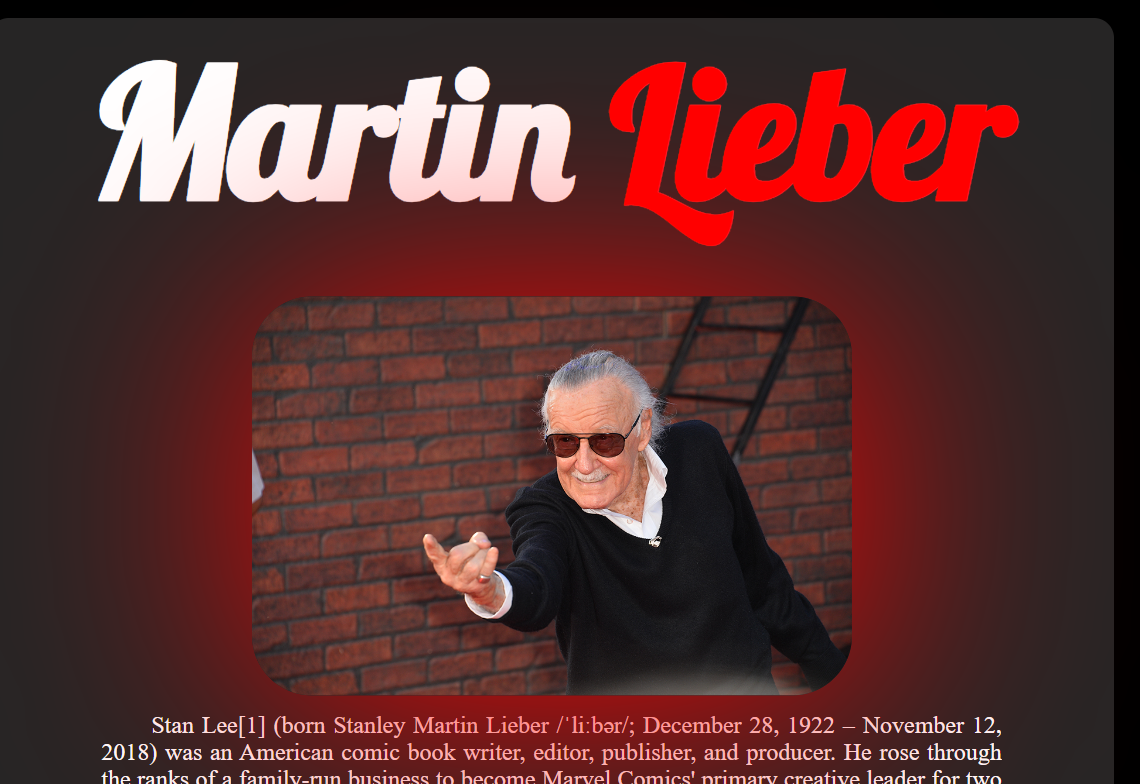 Martin Lieber
Stan Lee[1] (born Stanley Martin Lieber /ˈliːbər/; December 28, 1922 – November 12,
2018) was an American comic book writer, editor, publisher, and producer. He rose through
the ranks of a family-run business to become Marvel Comics' primary creative leader for two